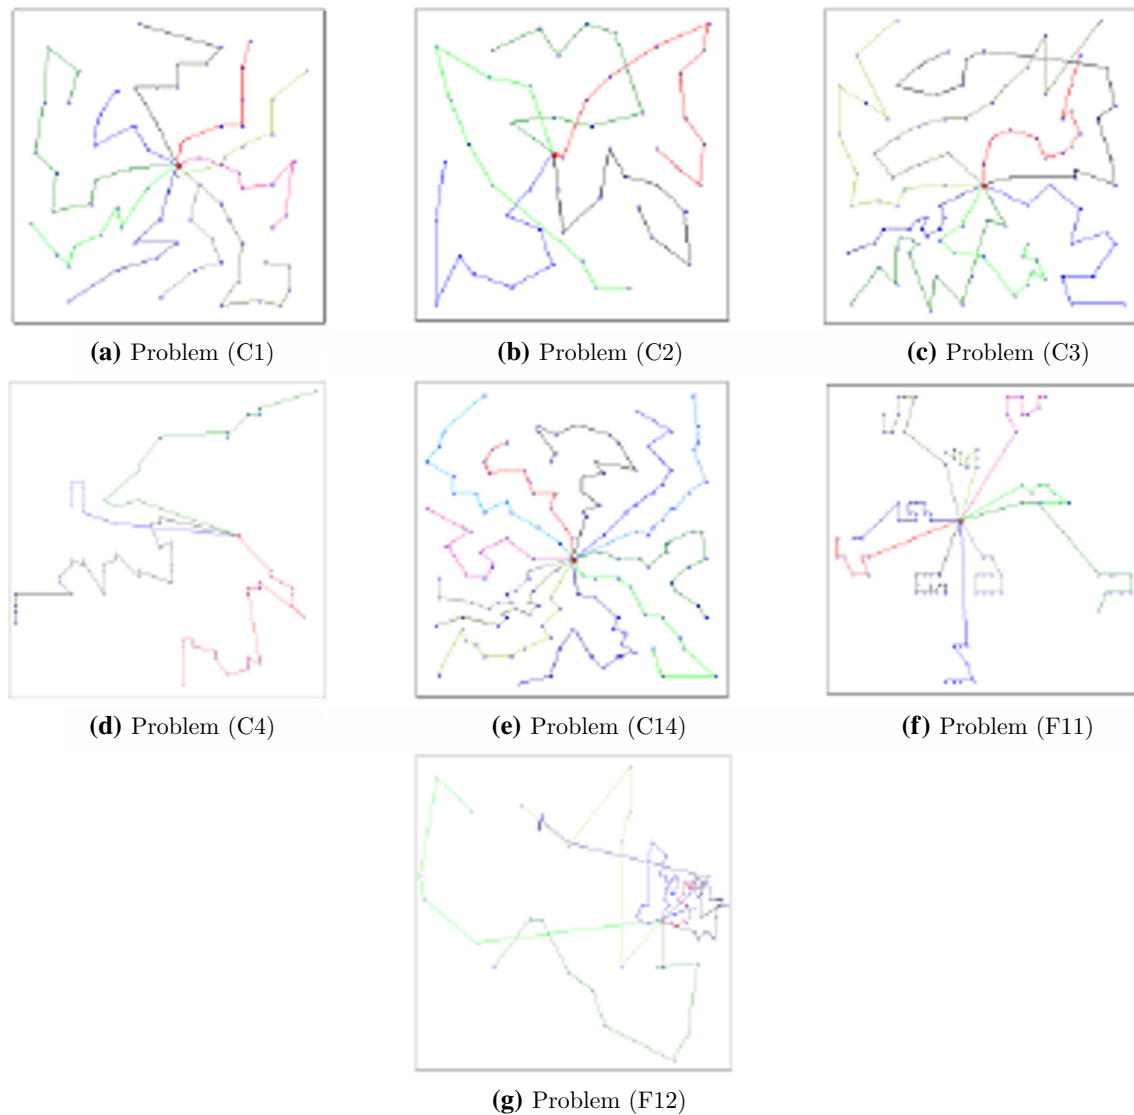 (a) Problem (C1)
(b) Problem (C2)
(c) Problem (C3)
(d) Problem (C4)
(e) Problem (C14)
(f) Problem (F11)
(g) Problem (F12)